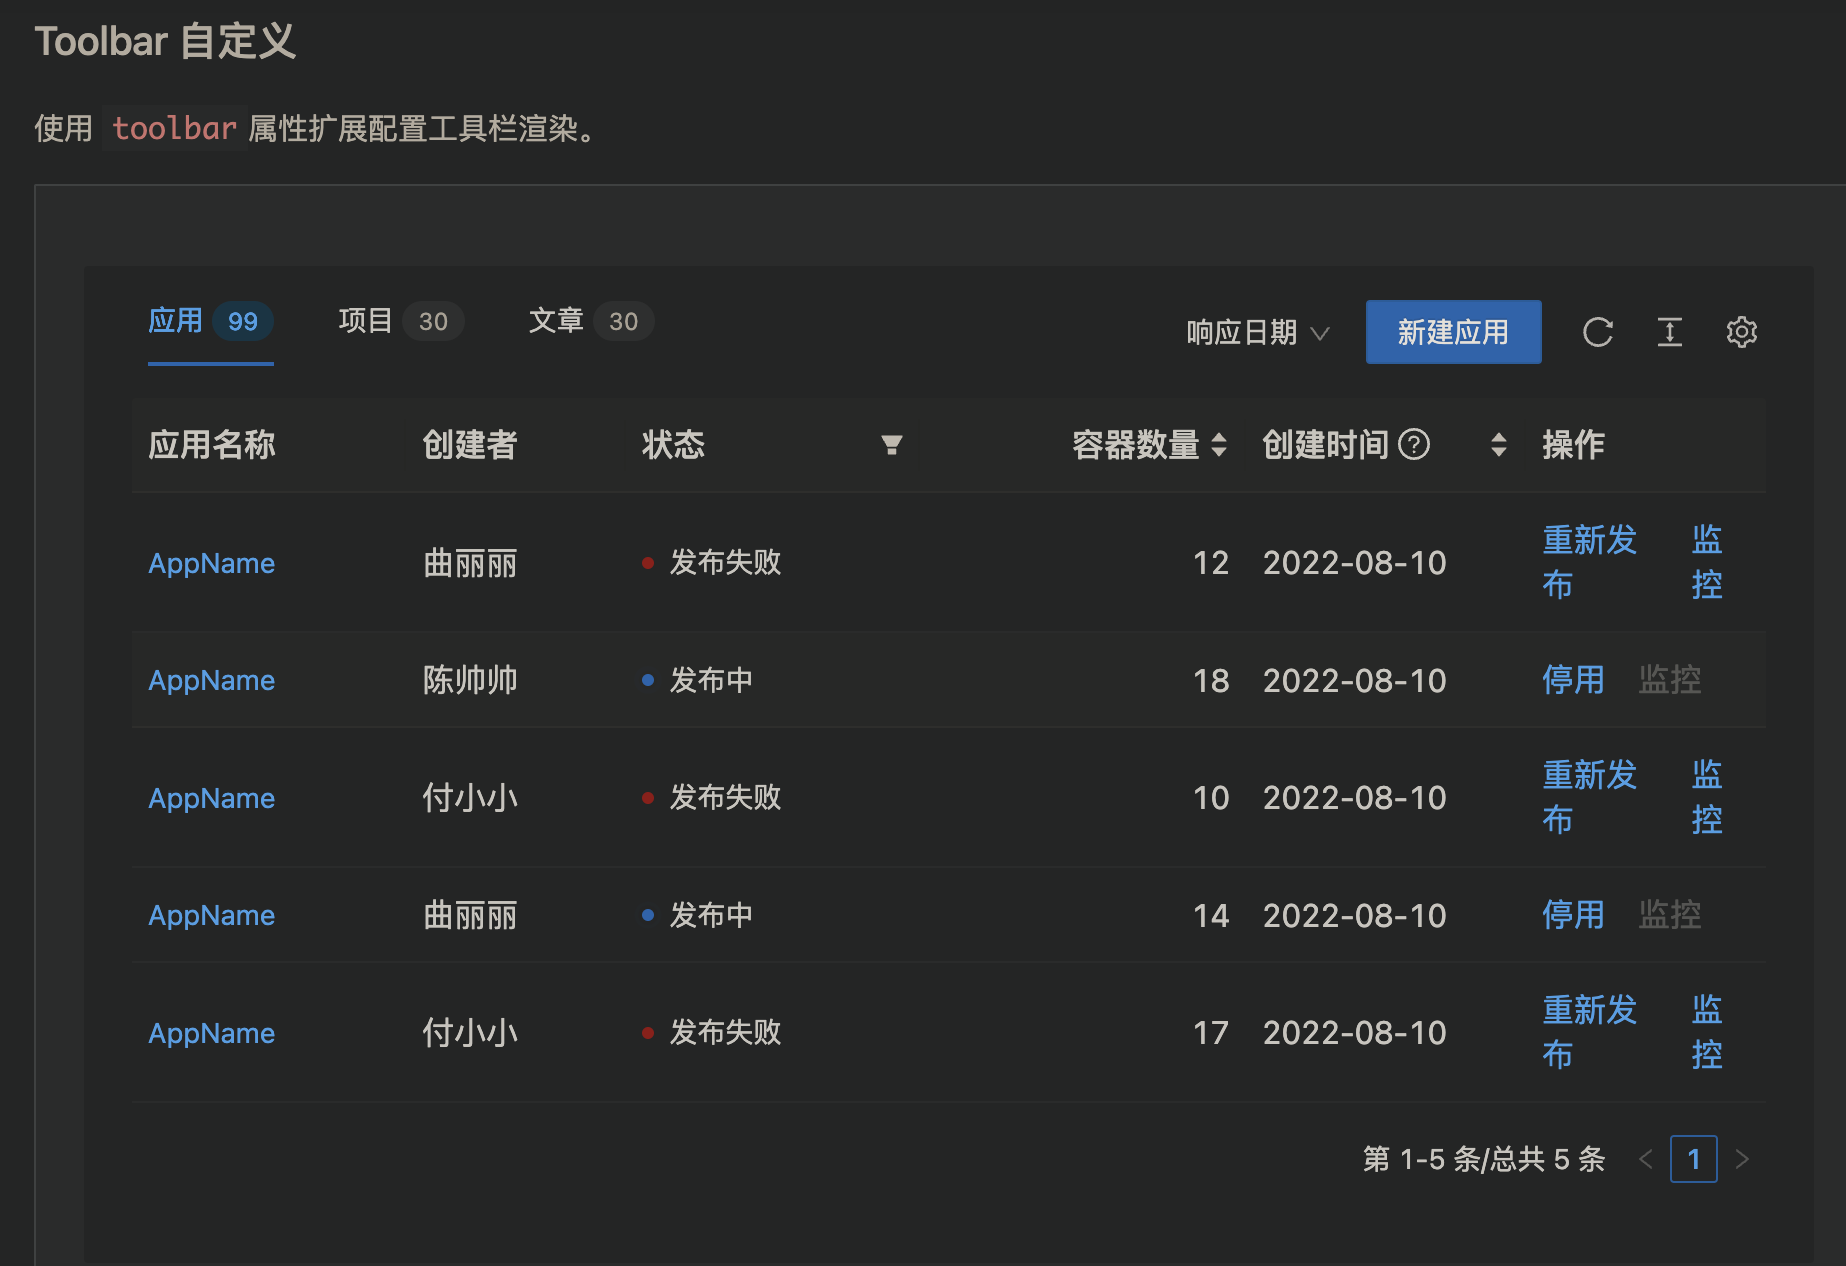 Toolbar 自定义
使用 toolbar 属性扩展配置工具栏渲染。
应用 99 项目 30 文章 30 响应日期 新建应用
应用名称 创建者 状态 容器数量 创建时间 操作
AppName 曲丽丽 发布失败 12 2022-08-10 重新发布 监控
AppName 陈帅帅 发布中 18 2022-08-10 停用 监控
AppName 付小小 发布失败 10 2022-08-10 重新发布 监控
AppName 曲丽丽 发布中 14 2022-08-10 停用 监控
AppName 付小小 发布失败 17 2022-08-10 重新发布 监控
第 1-5 条/总共 5 条 < 1 >